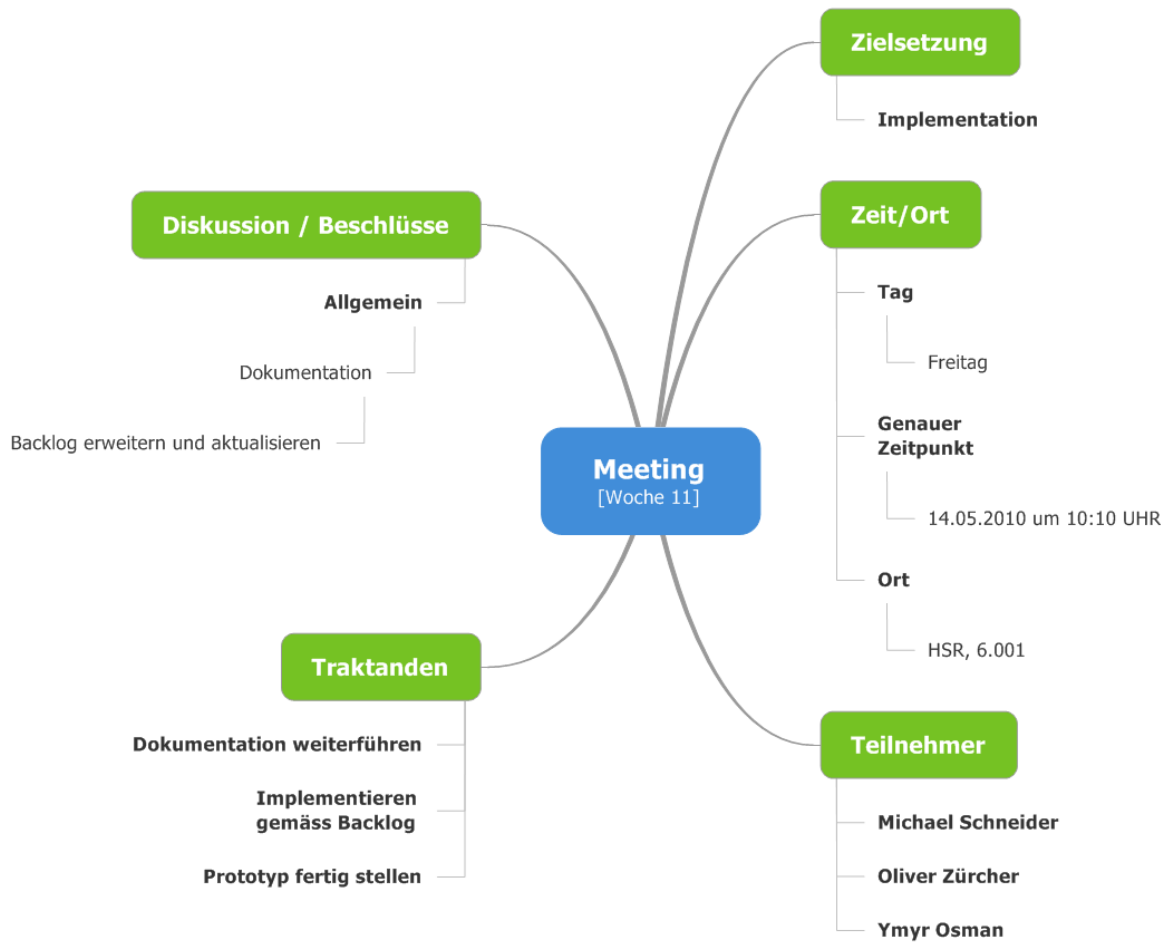 Zielsetzung
Implementation
Zeit/Ort
Tag
Freitag
Genauer
Zeitpunkt
14.05.2010 um 10:10 UHR
Ort
HSR, 6.001
Teilnehmer
Michael Schneider
Oliver Zürcher
Ymyr Osman
Meeting
[Woche 11]
Diskussion / Beschlüsse
Allgemein
Dokumentation
Backlog erweitern und aktualisieren
Traktanden
Dokumentation weiterführen
Implementieren
gemäss Backlog
Prototyp fertig stellen